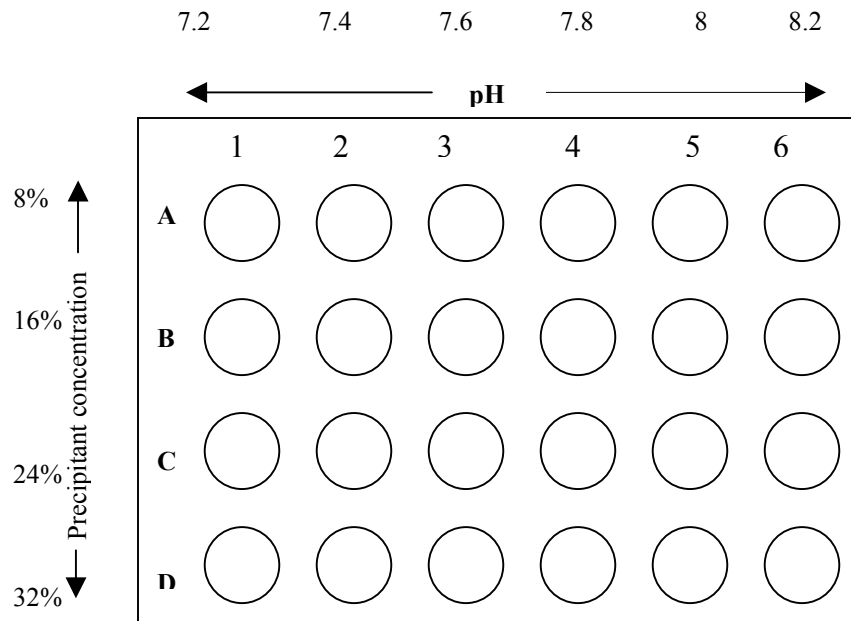 7.2 7.4 7.6 7.8 8 8.2
pH
1 2 3 4 5 6
8%
A
16%
B
Precipitant concentration
C
24%
D
32%